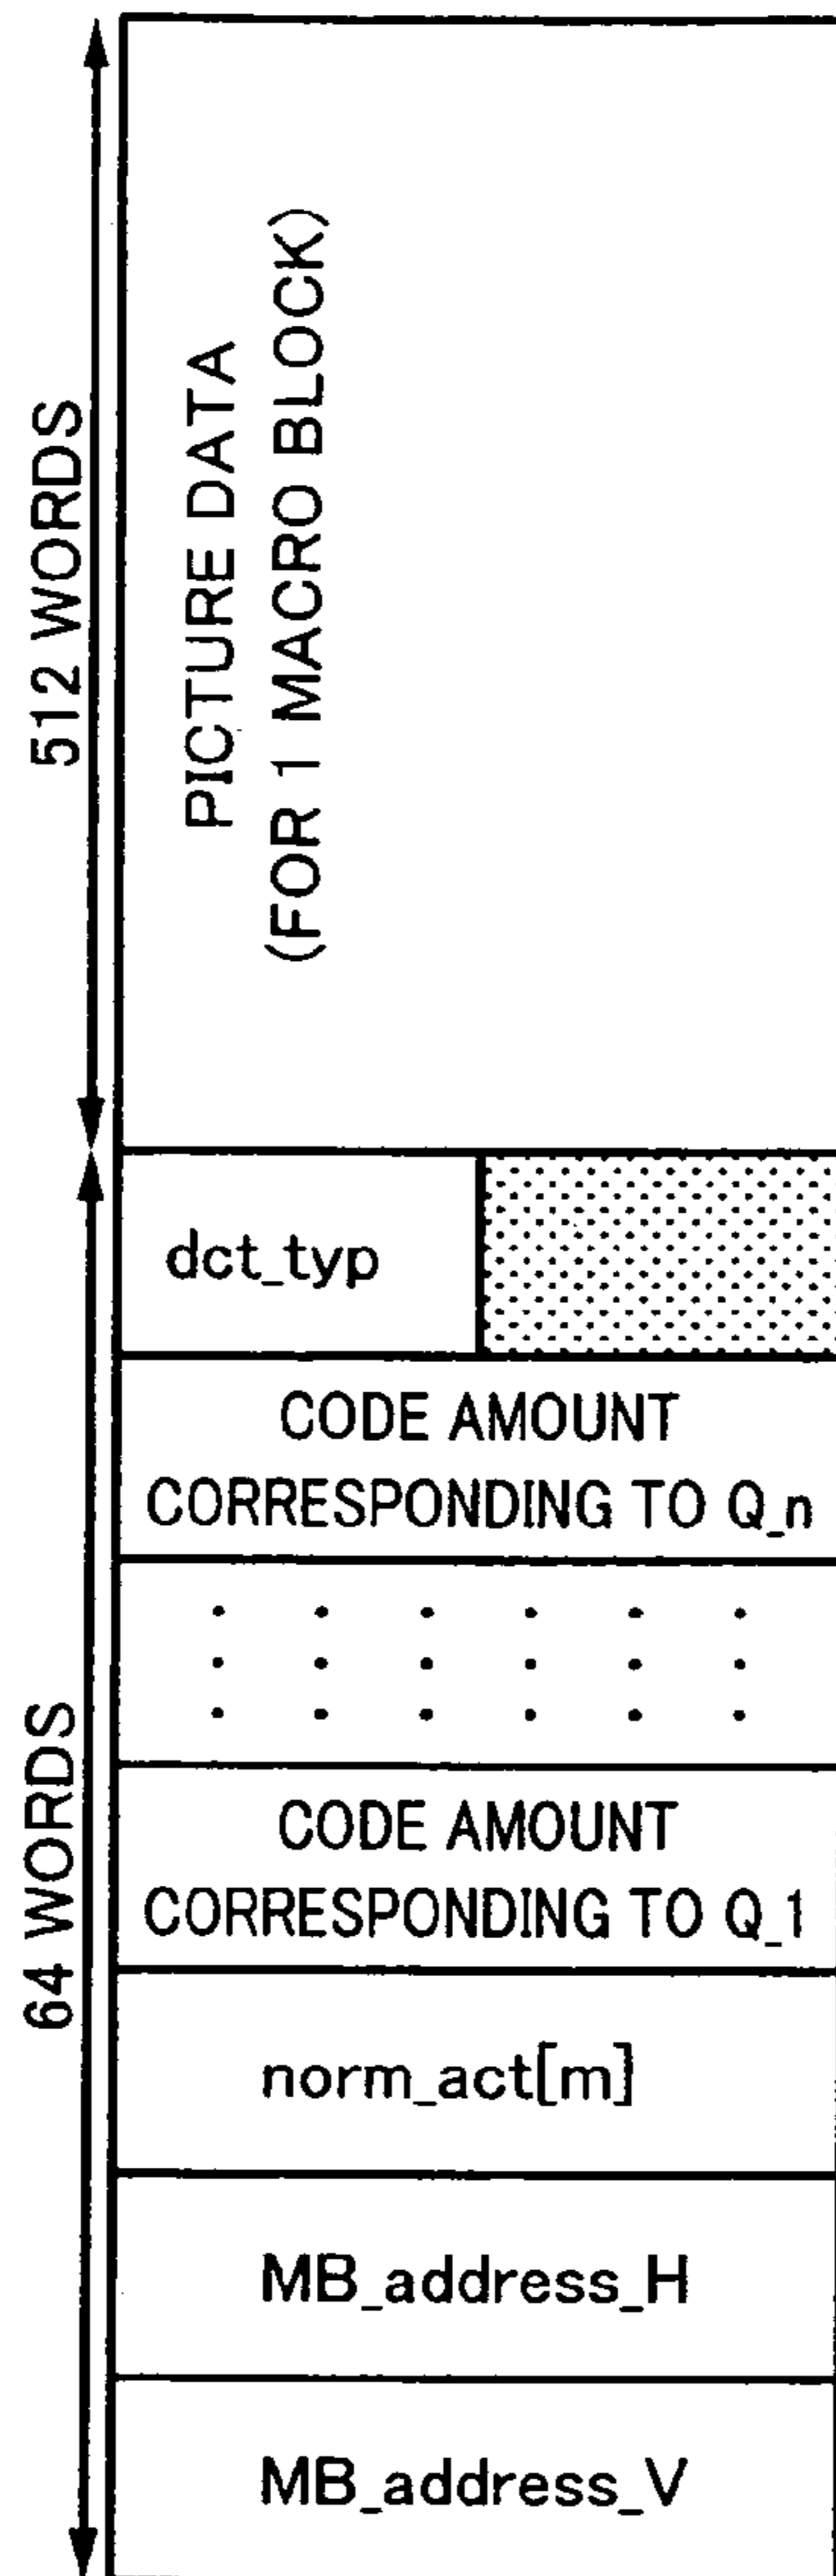 512 WORDS
PICTURE DATA
(FOR 1 MACRO BLOCK)
64 WORDS
dct_typ
CODE AMOUNT
CORRESPONDING TO Q_n
CODE AMOUNT
CORRESPONDING TO Q_1
norm_act[m]
MB_address_H
MB_address_V